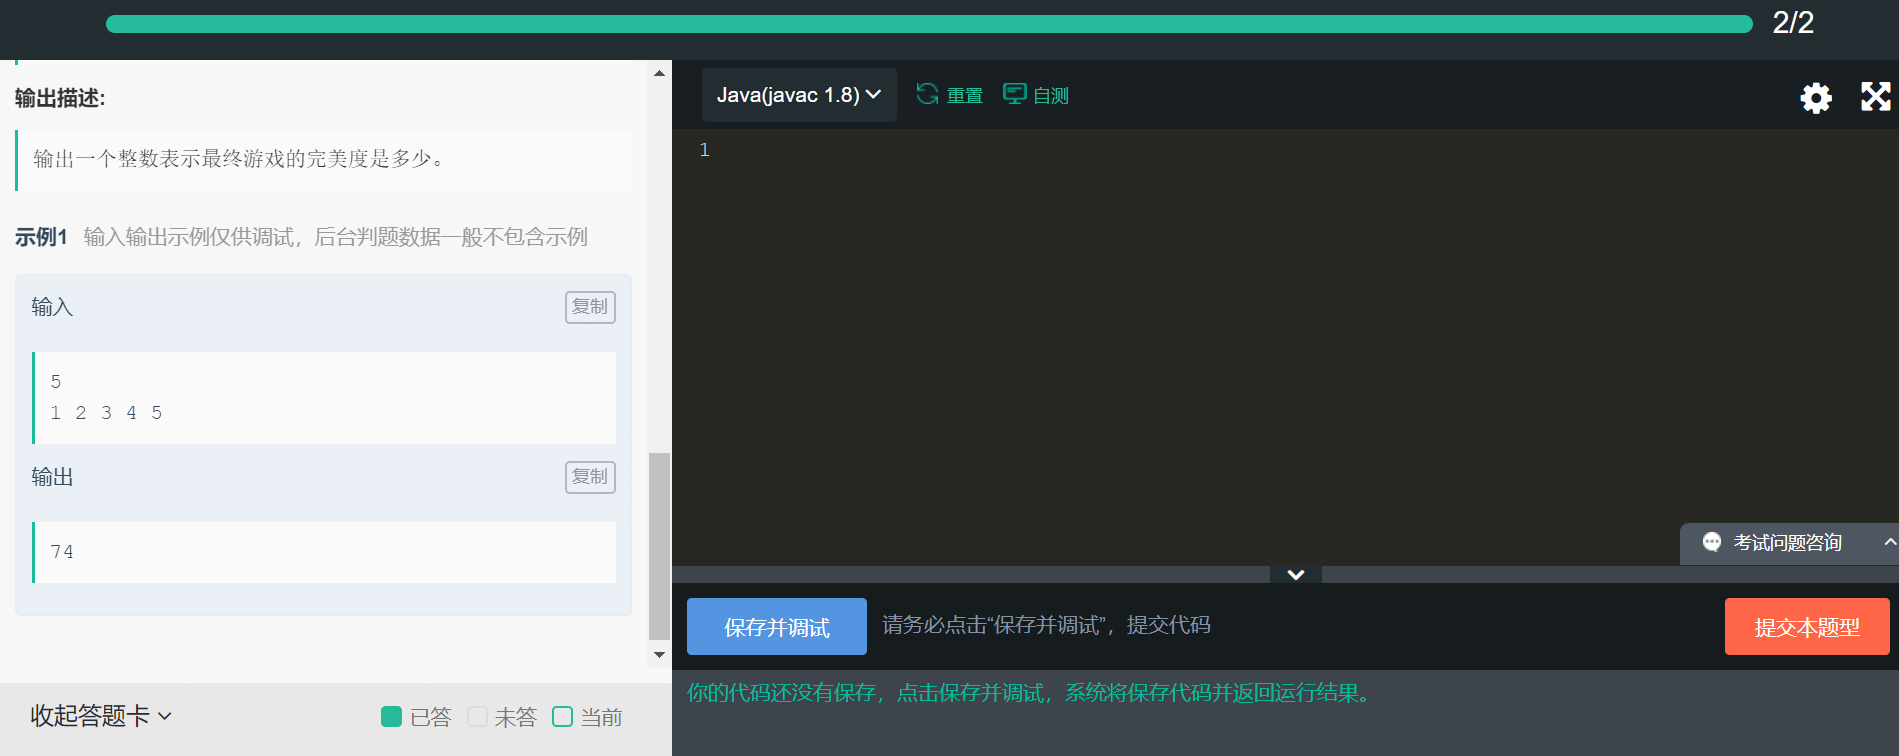 2/2
输出描述:
输出一个整数表示最终游戏的完美度是多少。
示例1 输入输出示例仅供调试，后台判题数据一般不包含示例
输入 复制
5
1 2 3 4 5
输出 复制
74
收起答题卡 已答 未答 当前
Java(javac 1.8) 重置 自测
1
考试问题咨询
保存并调试 请务必点击“保存并调试”，提交代码 提交本题型
你的代码还没有保存，点击保存并调试，系统将保存代码并返回运行结果。